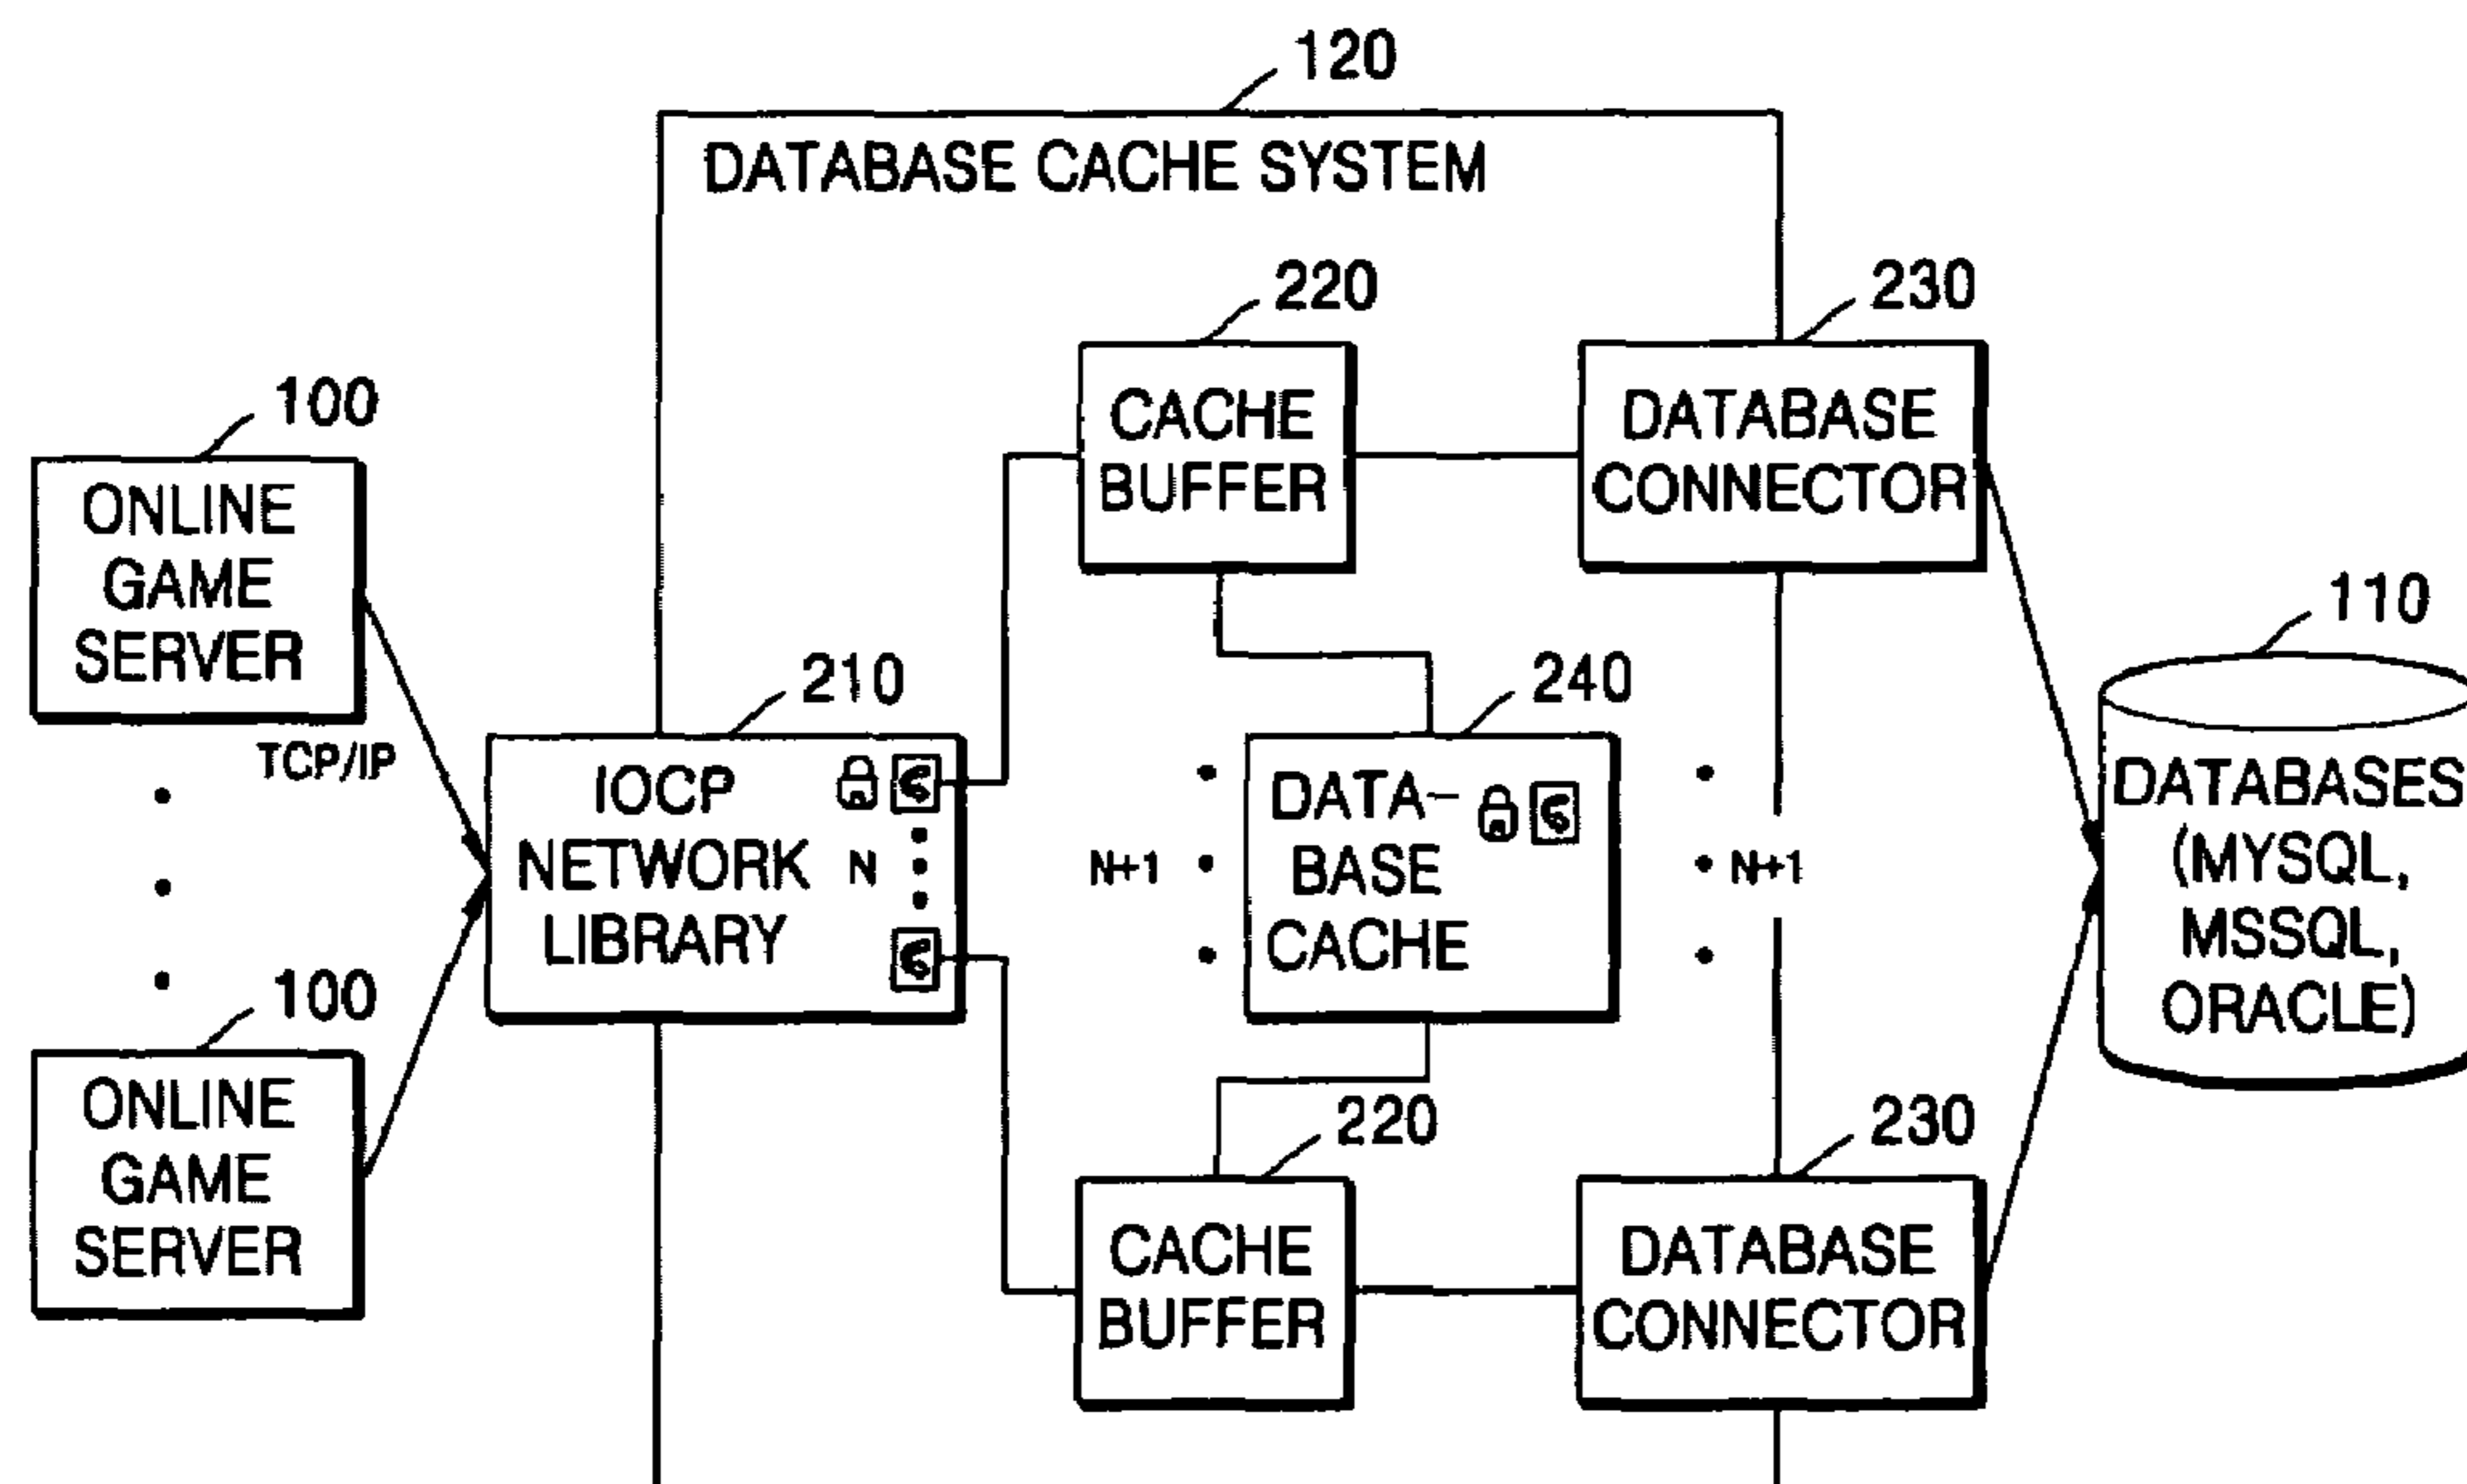 120
DATABASE CACHE SYSTEM
220
230
100
CACHE
BUFFER
DATABASE
CONNECTOR
ONLINE
GAME
SERVER
110
210
240
TCP/IP
IOCP
NETWORK
LIBRARY
N
N+1
DATA-
BASE
CACHE
N+1
DATABASES
(MYSQL,
MSSQL,
ORACLE)
100
ONLINE
GAME
SERVER
220
230
CACHE
BUFFER
DATABASE
CONNECTOR